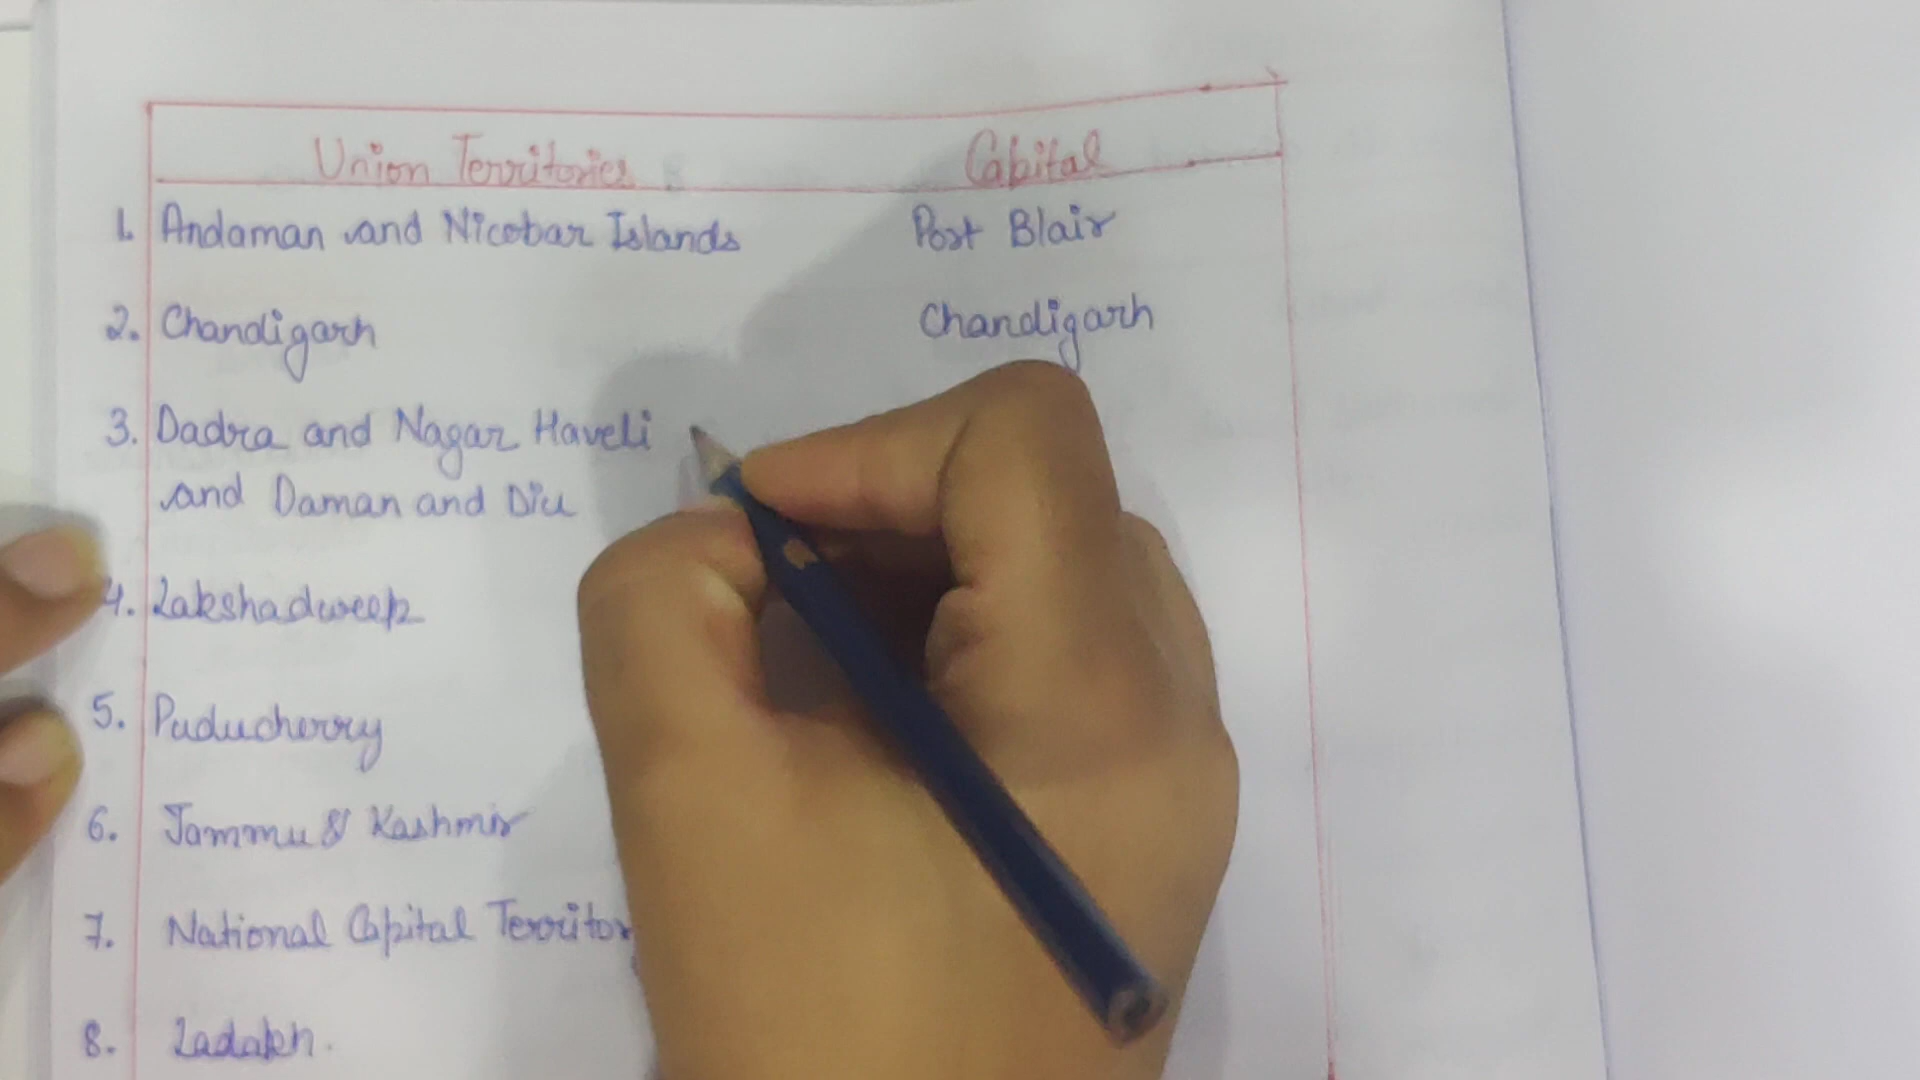 Union Territories Capital
1. Andaman and Nicobar Islands Port Blair
2. Chandigarh Chandigarh
3. Dadra and Nagar Haveli
and Daman and Diu
4. Lakshadweep
5. Puducherry
6. Jammu & Kashmir
7. National Capital Territor
8. Ladakh.